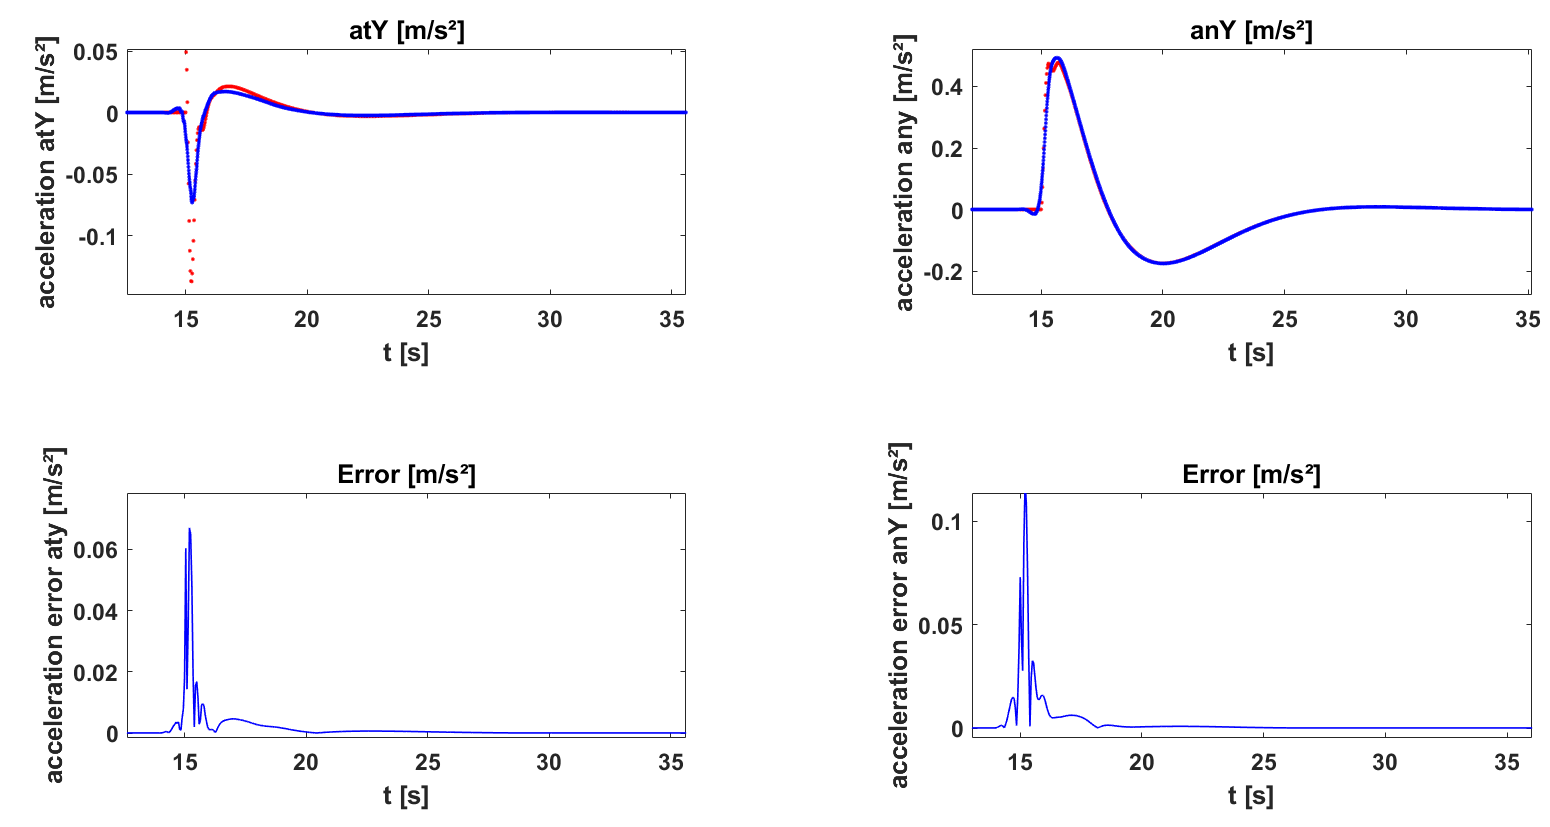 atY [m/s²]
acceleration atY [m/s²]
0.05
0
-0.05
-0.1
15 20 25 30 35
t [s]
anY [m/s²]
acceleration any [m/s²]
0.4
0.2
0
-0.2
15 20 25 30 35
t [s]
Error [m/s²]
acceleration error aty [m/s²]
0.06
0.04
0.02
0
15 20 25 30 35
t [s]
Error [m/s²]
acceleration error anY [m/s²]
0.1
0.05
0
15 20 25 30 35
t [s]